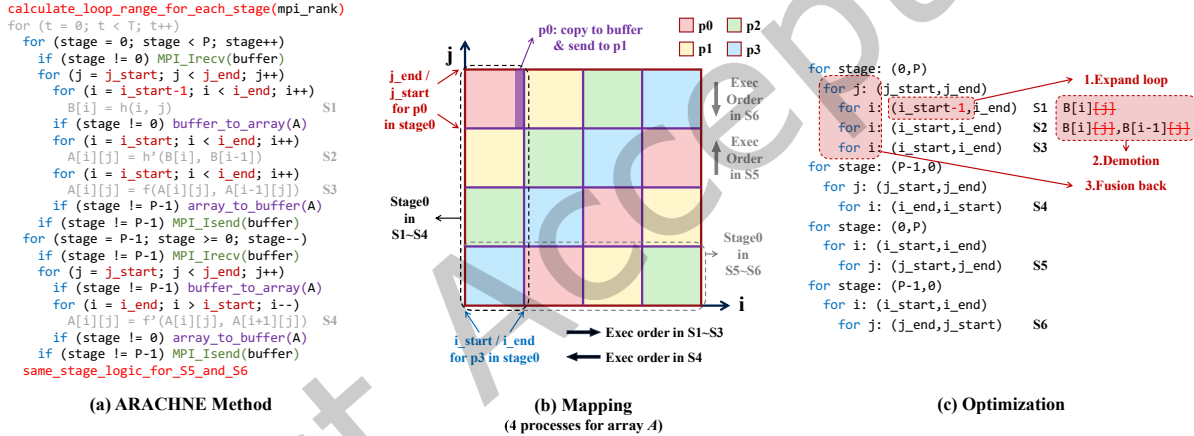 calculate_loop_range_for_each_stage(mpi_rank)
for (t = 0; t < T; t++)
for (stage = 0; stage < P; stage++)
if (stage != 0) MPI_Irecv(buffer)
for (j = j_start; j < j_end; j++)
for (i = i_start-1; i < i_end; i++)
B[i] = h(i, j) S1
if (stage != 0) buffer_to_array(A)
for (i = i_start; i < i_end; i++)
A[i][j] = h’(B[i], B[i-1]) S2
for (i = i_start; i < i_end; i++)
A[i][j] = f(A[i][j], A[i-1][j]) S3
if (stage != P-1) array_to_buffer(A)
if (stage != P-1) MPI_Isend(buffer)
for (stage = P-1; stage >= 0; stage--)
if (stage != P-1) MPI_Irecv(buffer)
for (j = j_start; j < j_end; j++)
if (stage != P-1) buffer_to_array(A)
for (i = i_end; i > i_start; i--)
A[i][j] = f’(A[i][j], A[i+1][j]) S4
if (stage != 0) array_to_buffer(A)
if (stage != P-1) MPI_Isend(buffer)
same_stage_logic_for_S5_and_S6
(a) ARACHNE Method
p0: copy to buffer
& send to p1
p0 p2
p1 p3
j
j_end /
j_start
for p0
in stage0
Exec
Order
in S6
Exec
Order
in S5
Stage0
in
S1~S4
Stage0
in
S5~S6
i
i_start / i_end
for p3 in stage0
Exec order in S1~S3
Exec order in S4
(b) Mapping
(4 processes for array A)
1.Expand loop
for stage: (0,P)
for j: (j_start,j_end)
for i: (i_start-1,i_end) S1 B[i][j]
for i: (i_start,i_end) S2 B[i][j],B[i-1][j]
for i: (i_start,i_end) S3
2.Demotion
for stage: (P-1,0)
3.Fusion back
for j: (j_start,j_end)
for i: (i_end,i_start) S4
for stage: (0,P)
for i: (i_start,i_end)
for j: (j_start,j_end) S5
for stage: (P-1,0)
for i: (i_start,i_end)
for j: (j_end,j_start) S6
(c) Optimization